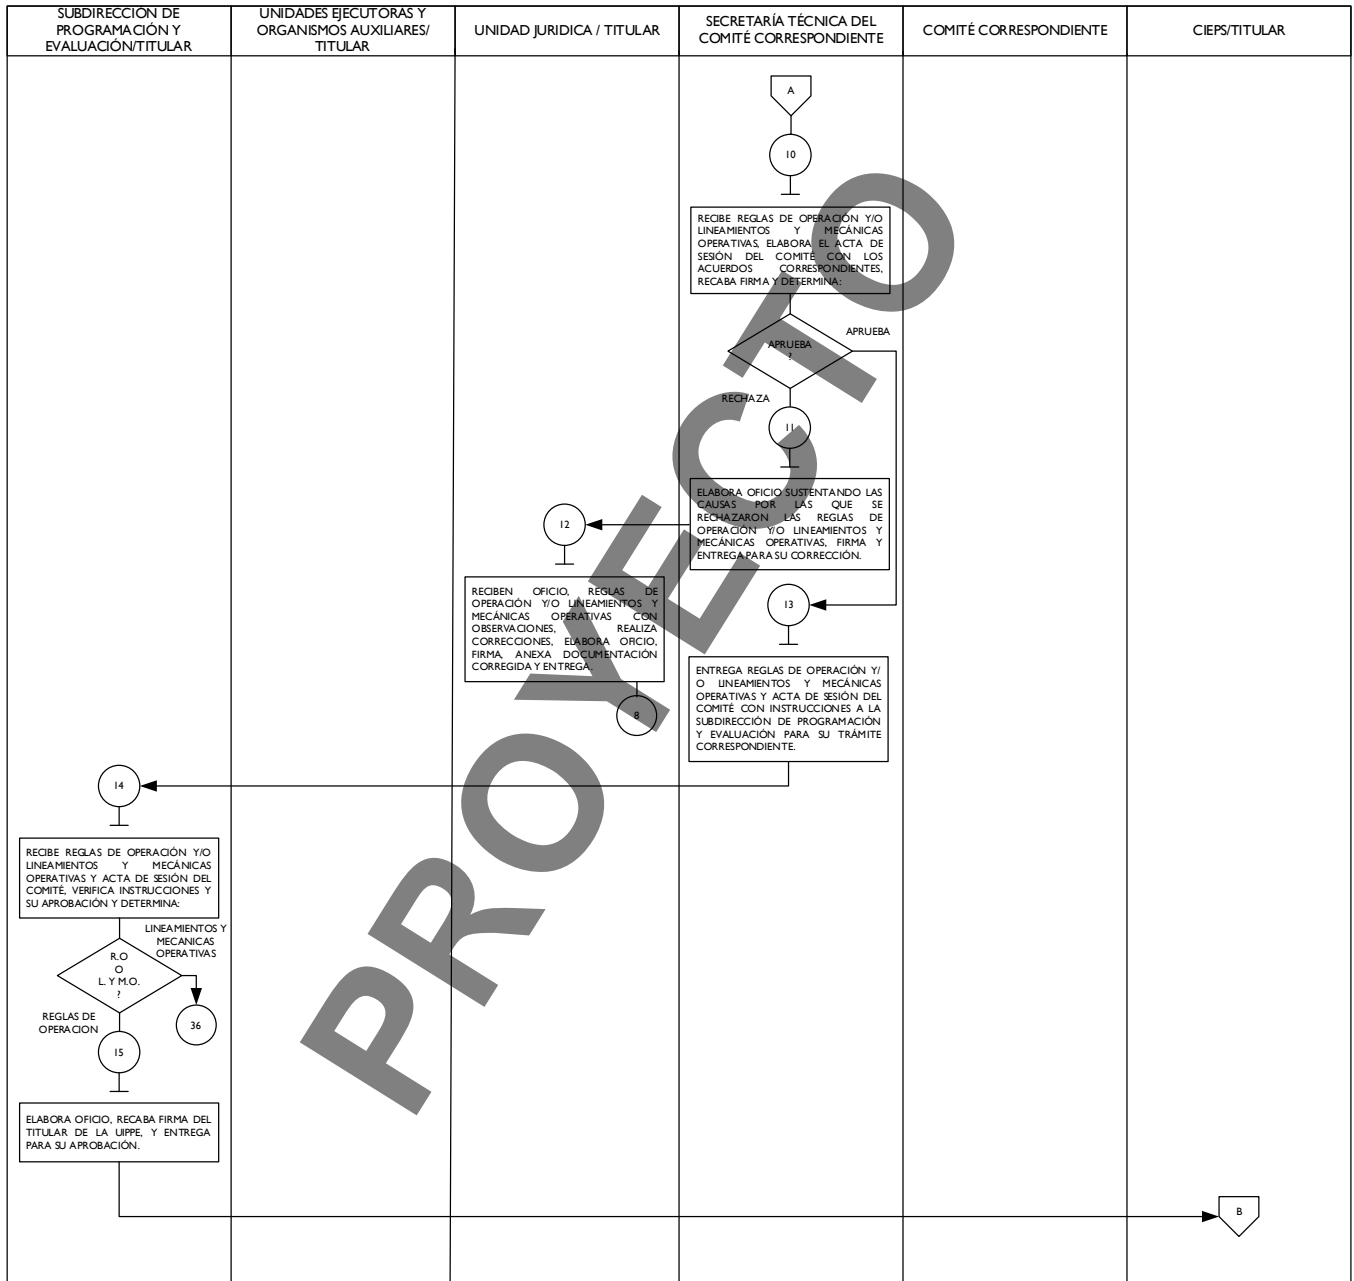 SUBDIRECCIÓN DE
PROGRAMACIÓN Y
EVALUACIÓN/TITULAR
UNIDADES EJECUTORAS Y
ORGANISMOS AUXILIARES/
TITULAR
UNIDAD JURIDICA / TITULAR
SECRETARÍA TÉCNICA DEL
COMITÉ CORRESPONDIENTE
COMITÉ CORRESPONDIENTE
CIEPS/TITULAR
A
10
RECIBE REGLAS DE OPERACIÓN Y/O
LINEAMIENTOS Y MECÁNICAS
OPERATIVAS, ELABORA EL ACTA DE
SESIÓN DEL COMITÉ CON LOS
ACUERDOS CORRESPONDIENTES,
RECABA FIRMA Y DETERMINA:
APRUEBA
?
APRUEBA
RECHAZA
11
ELABORA OFICIO SUSTENTANDO LAS
CAUSAS POR LAS QUE SE
RECHAZARON LAS REGLAS DE
OPERACIÓN Y/O LINEAMIENTOS Y
MECÁNICAS OPERATIVAS, FIRMA Y
ENTREGA PARA SU CORRECCIÓN.
12
RECIBEN OFICIO, REGLAS DE
OPERACIÓN Y/O LINEAMIENTOS Y
MECÁNICAS OPERATIVAS CON
OBSERVACIONES, REALIZA
CORRECCIONES, ELABORA OFICIO,
FIRMA, ANEXA DOCUMENTACIÓN
CORREGIDA Y ENTREGA.
8
13
ENTREGA REGLAS DE OPERACIÓN Y/
O LINEAMIENTOS Y MECÁNICAS
OPERATIVAS Y ACTA DE SESIÓN DEL
COMITÉ CON INSTRUCCIONES A LA
SUBDIRECCIÓN DE PROGRAMACIÓN
Y EVALUACIÓN PARA SU TRÁMITE
CORRESPONDIENTE.
14
RECIBE REGLAS DE OPERACIÓN Y/O
LINEAMIENTOS Y MECÁNICAS
OPERATIVAS Y ACTA DE SESIÓN DEL
COMITÉ, VERIFICA INSTRUCCIONES Y
SU APROBACIÓN Y DETERMINA:
LINEAMIENTOS Y
MECANICAS
OPERATIVAS
R.O
O
L. Y M.O.
?
REGLAS DE
OPERACION
36
15
ELABORA OFICIO, RECABA FIRMA DEL
TITULAR DE LA UIPPE, Y ENTREGA
PARA SU APROBACIÓN.
B
PROYECTO